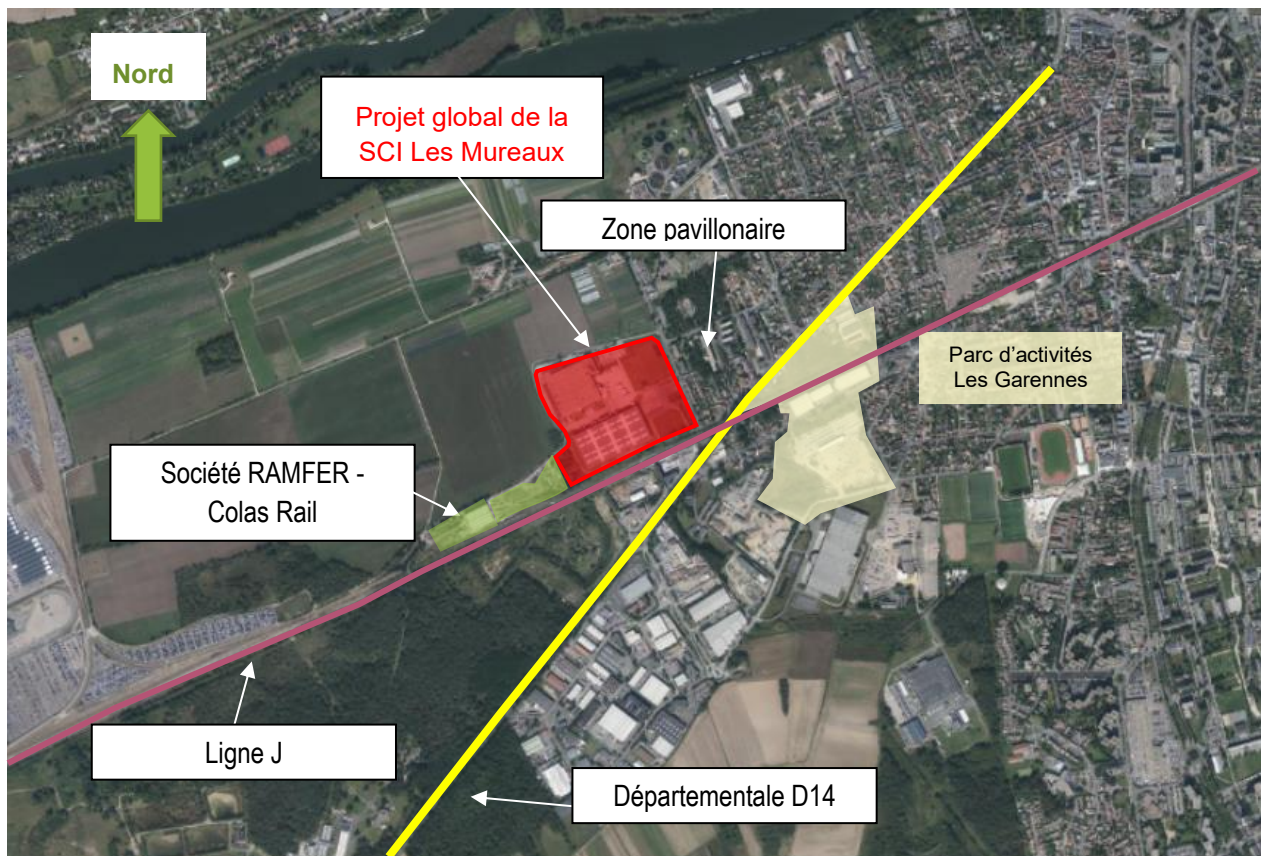 Nord
Projet global de la
SCI Les Mureaux
Zone pavillonaire
Parc d’activités
Les Garennes
Société RAMFER -
Colas Rail
Ligne J
Départementale D14